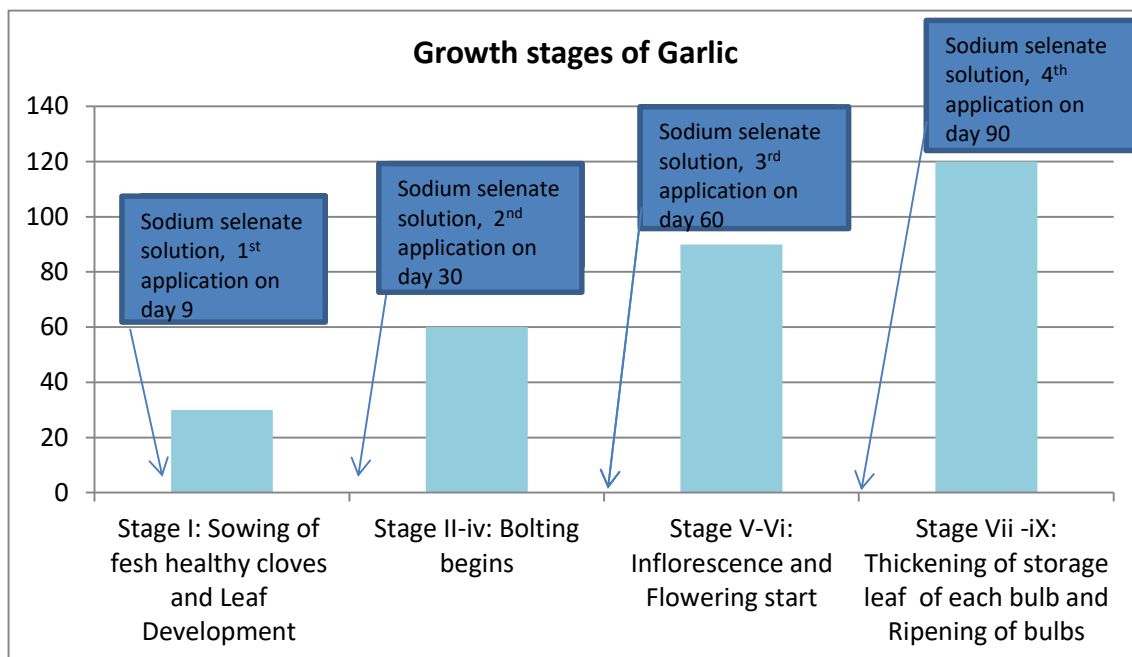 Growth stages of Garlic
Sodium selenate
solution, 1st
application on
day 9
Sodium selenate
solution, 2nd
application on
day 30
Sodium selenate
solution, 3rd
application on
day 60
Sodium selenate
solution, 4th
application on
day 90
140
120
100
80
60
40
20
0
Stage I: Sowing of
fesh healthy cloves
and Leaf
Development
Stage II-iv: Bolting
begins
Stage V-Vi:
Inflorescence and
Flowering start
Stage Vii -iX:
Thickening of storage
leaf of each bulb and
Ripening of bulbs